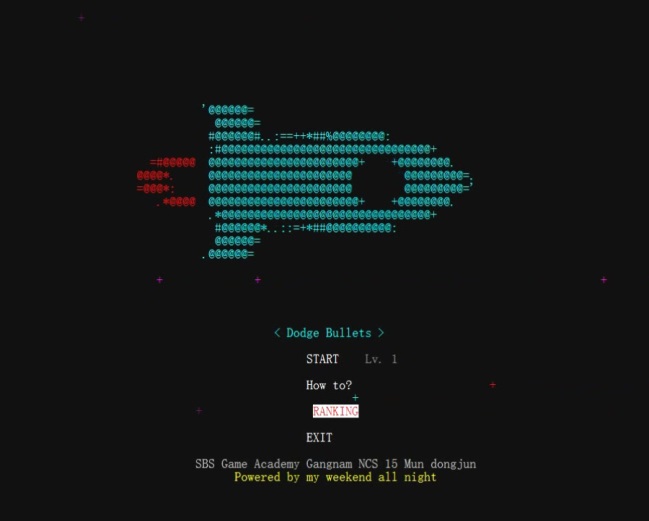 < Dodge Bullets >
START Lv. 1
How to?
RANKING
EXIT
SBS Game Academy Gangnam NCS 15 Mun dongjun
Powered by my weekend all night